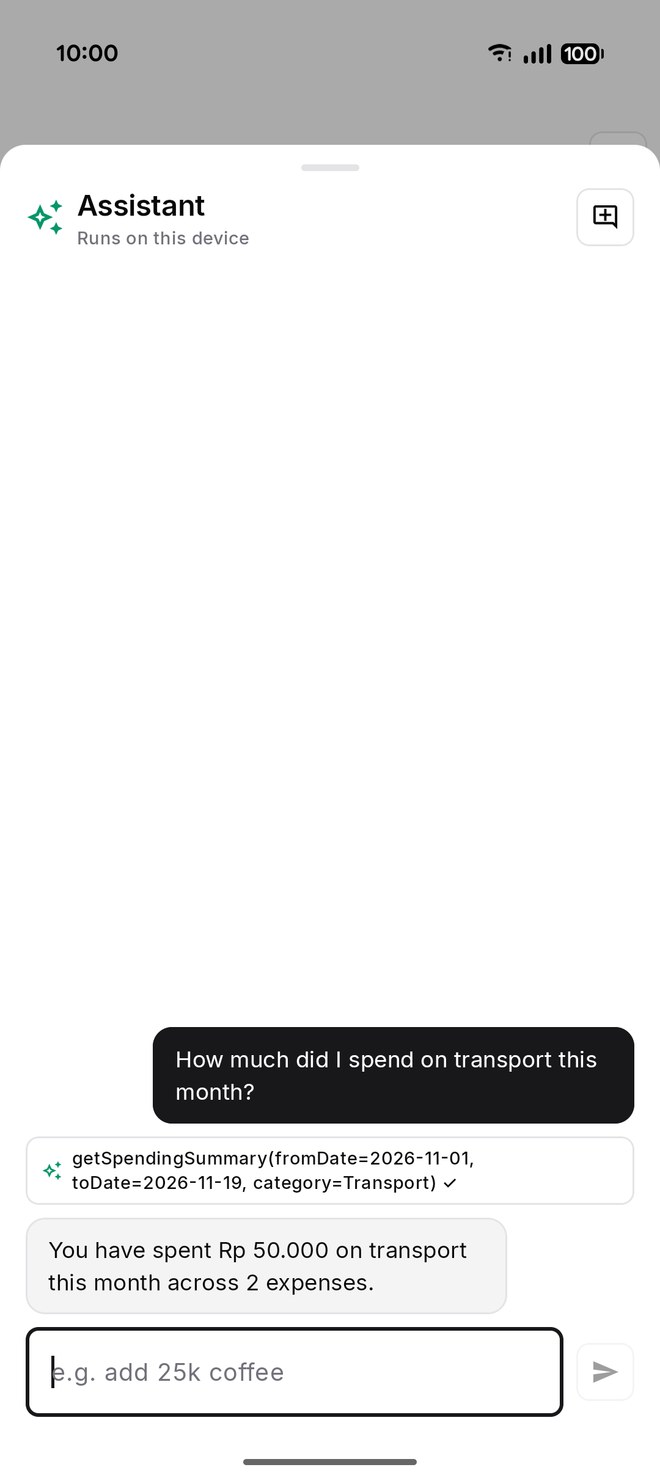 10:00
100
Assistant
Runs on this device
How much did I spend on transport this
month?
getSpendingSummary(fromDate=2026-11-01,
toDate=2026-11-19, category=Transport) ✓
You have spent Rp 50.000 on transport
this month across 2 expenses.
e.g. add 25k coffee